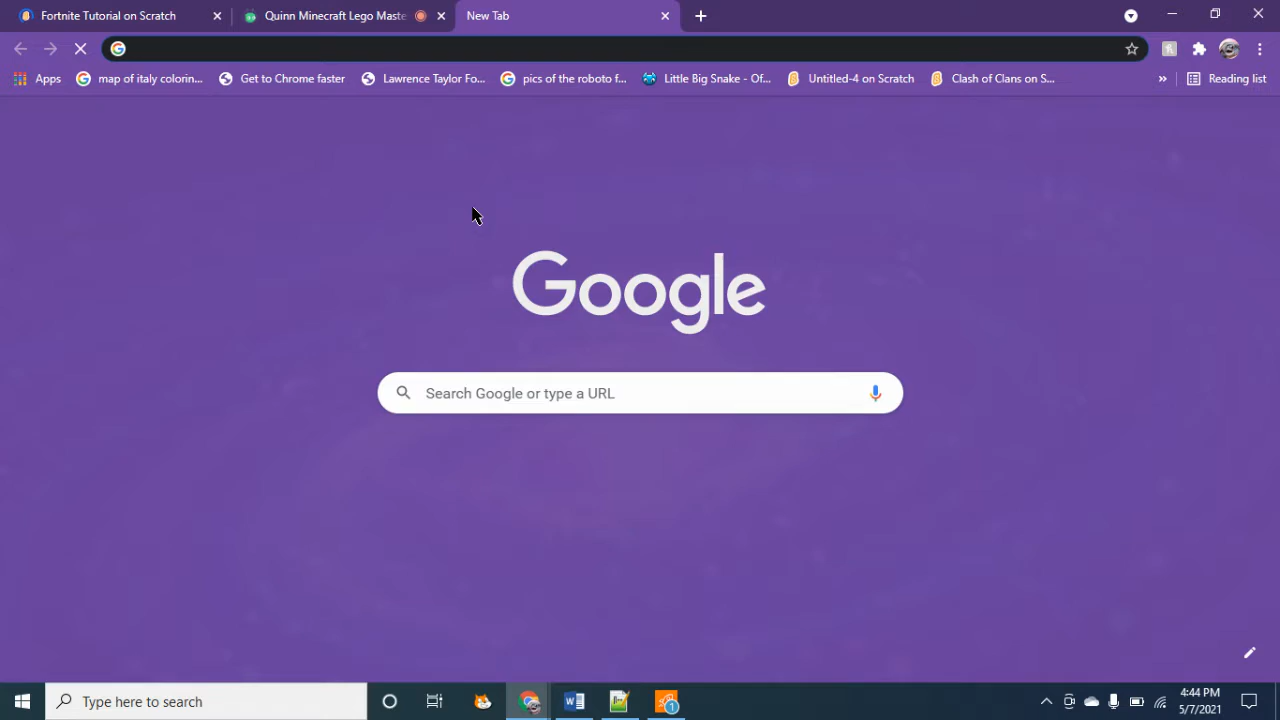 Fortnite Tutorial on Scratch
Quinn Minecraft Lego Maste
New Tab
Apps
map of italy colorin...
Get to Chrome faster
Lawrence Taylor Fo...
pics of the roboto f...
Little Big Snake - Of...
Untitled-4 on Scratch
Clash of Clans on S...
»
Reading list
Google
Search Google or type a URL
Type here to search
1
4:44 PM
5/7/2021